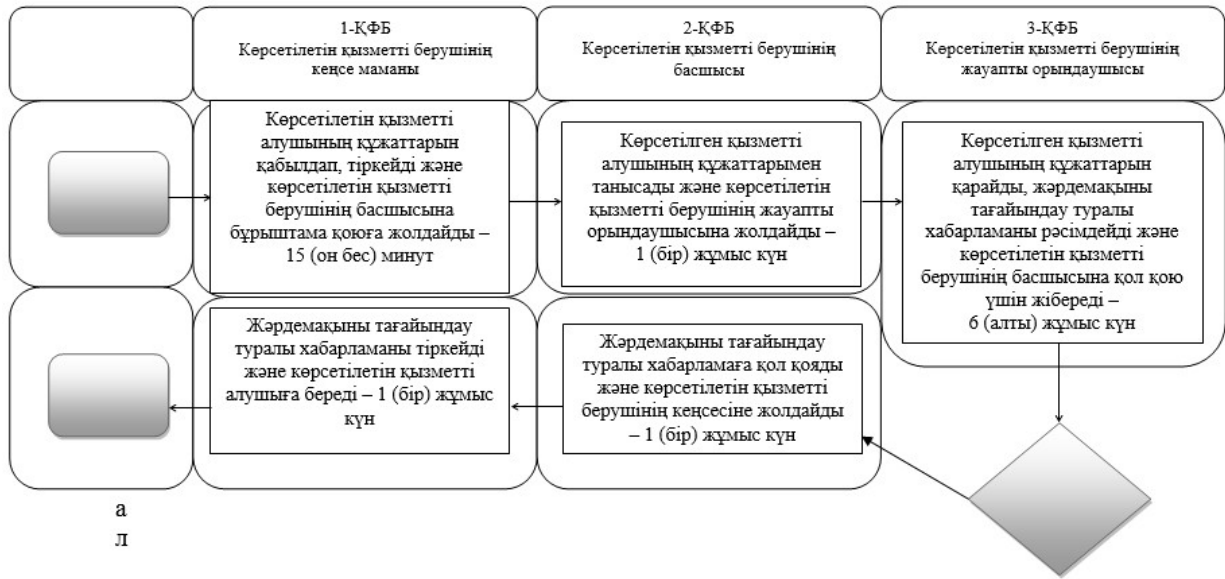 1-ҚФБ
Көрсетілетін қызметті берушінің
кеңсе маманы
2-ҚФБ
Көрсетілетін қызметті берушінің
басшысы
3-ҚФБ
Көрсетілетін қызметті берушінің
жауапты орындаушысы
Көрсетілетін қызметті
алушының құжаттарын
қабылдап, тіркейді және
көрсетілетін қызметті
берушінің басшысына
бұрыштама қоюға жолдайды –
15 (он бес) минут
Көрсетілген қызметті
алушының құжаттарымен
танысады және көрсетілетін
қызметті берушінің жауапты
орындаушысына жолдайды –
1 (бір) жұмыс күн
Көрсетілген қызметті
алушының құжаттарын
қарайды, жәрдемақыны
тағайындау туралы
хабарламаны рәсімдейді және
көрсетілетін қызметті
берушінің басшысына қол қою
үшін жібереді –
6 (алты) жұмыс күн
Жәрдемақыны тағайындау
туралы хабарламаны тіркейді
және көрсетілетін қызметті
алушыға береді – 1 (бір) жұмыс
күн
Жәрдемақыны тағайындау
туралы хабарламаға қол қояды
және көрсетілетін қызметті
берушінің кеңсесіне жолдайды
– 1 (бір) жұмыс күн
а
л